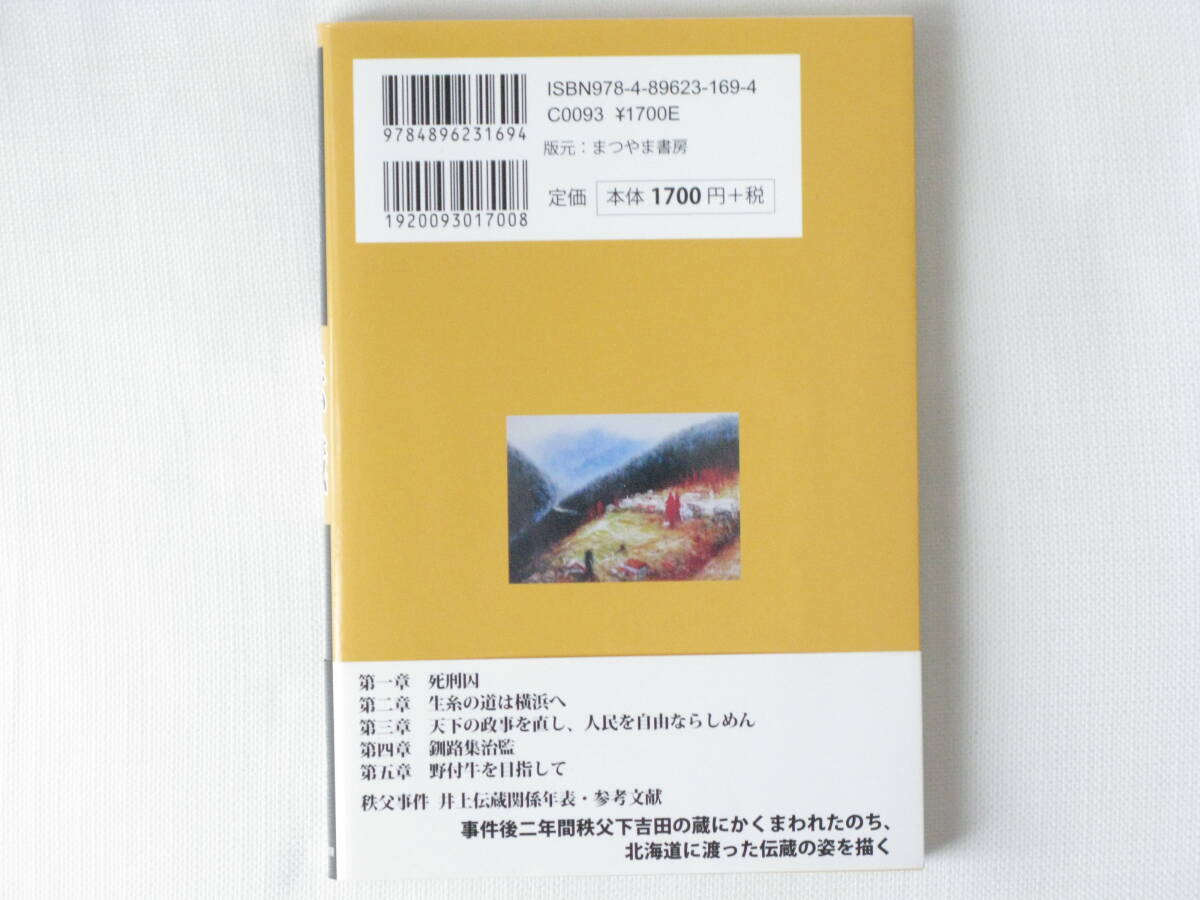 ISBN978-4-89623-169-4
C0093 ¥1700E
9784896231694
版元：まつやま書房
定価 本体 1700 円+税
1920093017008
第一章 死刑囚
第二章 生糸の道は横浜へ
第三章 天下の政事を直し、人民を自由ならしめん
第四章 釧路集治監
第五章 野付牛を目指して
秩父事件 井上伝蔵関係年表・参考文献
事件後二年間秩父下吉田の蔵にかくまわれたのち、
北海道に渡った伝蔵の姿を描く